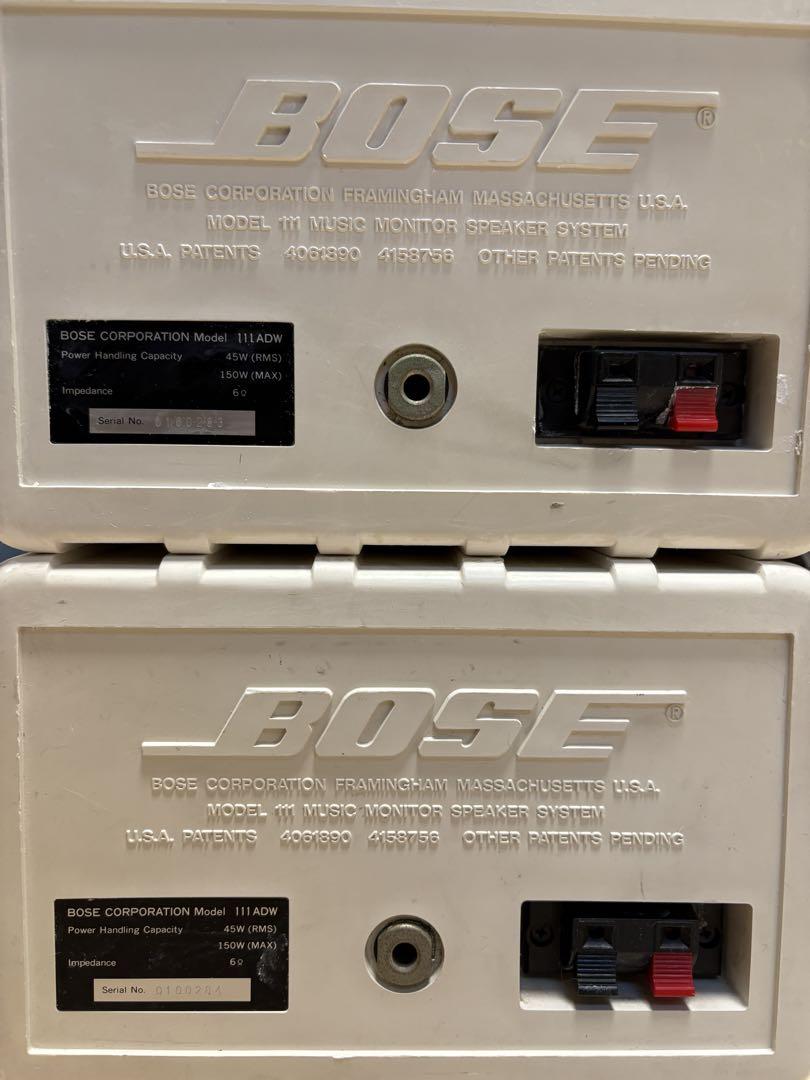 BOSE®
BOSE CORPORATION FRAMINGHAM MASSACHUSETTS U.S.A.
MODEL 111 MUSIC MONITOR SPEAKER SYSTEM
U.S.A. PATENTS 4061890 4158756 OTHER PATENTS PENDING
BOSE CORPORATION Model 111ADW
Power Handling Capacity 45W (RMS)
150W (MAX)
Impedance 6Ω
Serial No.
BOSE®
BOSE CORPORATION FRAMINGHAM MASSACHUSETTS U.S.A.
MODEL 111 MUSIC MONITOR SPEAKER SYSTEM
U.S.A. PATENTS 4061890 4158756 OTHER PATENTS PENDING
BOSE CORPORATION Model 111ADW
Power Handling Capacity 45W (RMS)
150W (MAX)
Impedance 6Ω
Serial No. 0100284